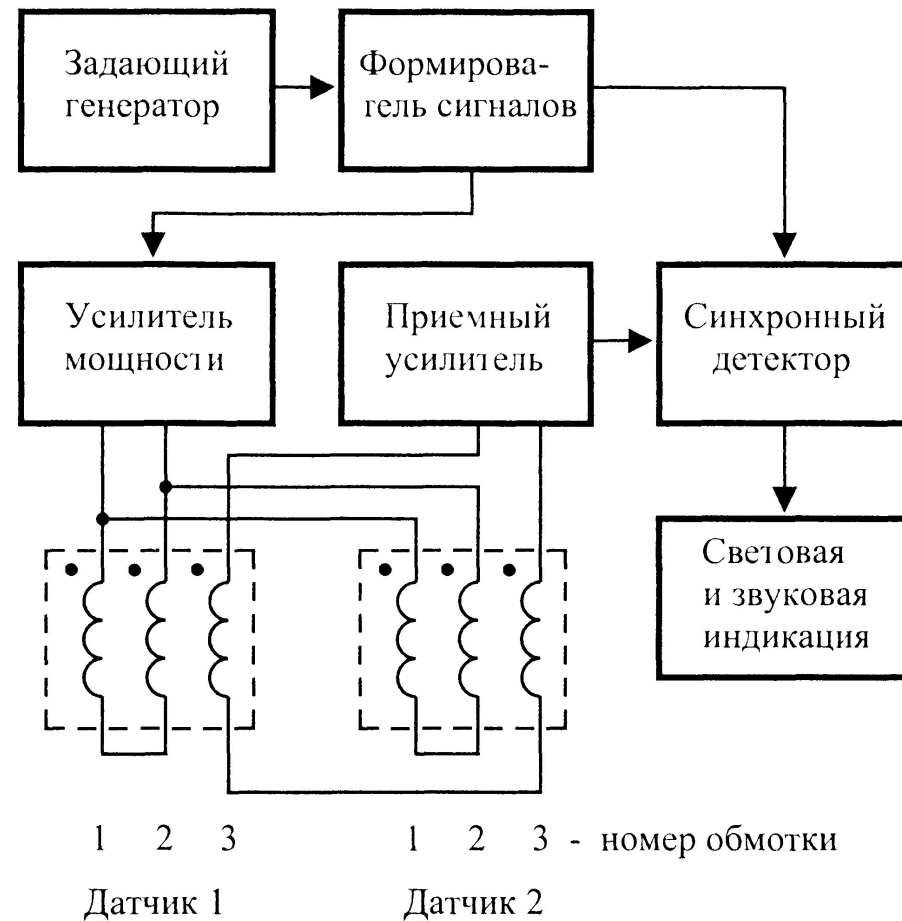 Задающий
генератор
Формирова-
тель сигналов
Усилитель
мощности
Приемный
усилитель
Синхронный
детектор
Световая
и звуковая
индикация
1 2 3 1 2 3 - номер обмотки
Датчик 1 Датчик 2